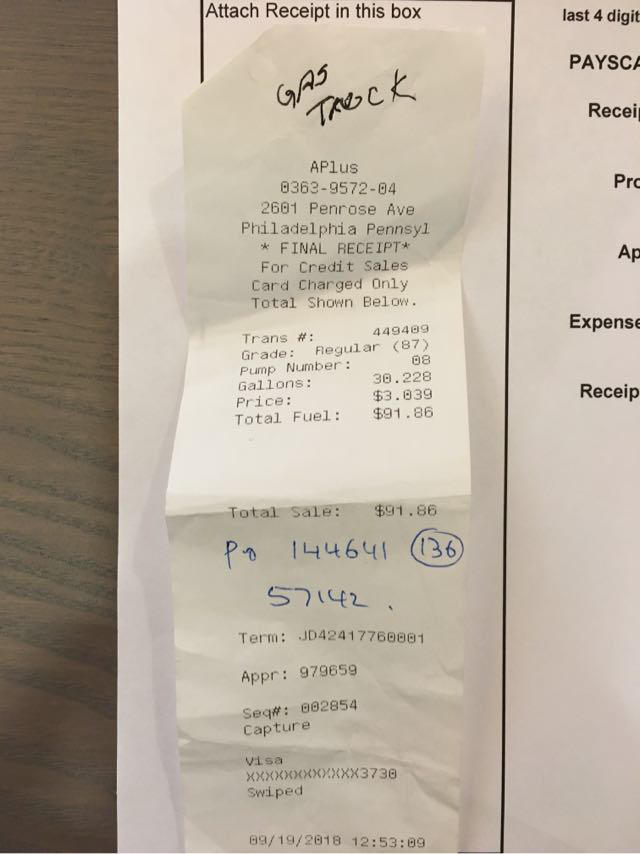 Attach Receipt in this box
last 4 digit
PAYSCA
Receip
Pro
Ap
Expense
Receip
GAS
TRUCK
APlus
0363-9572-04
2601 Penrose Ave
Philadelphia Pennsyl
* FINAL RECEIPT*
For Credit Sales
Card Charged Only
Total Shown Below.
Trans #: 449409
Grade: Regular (87)
Pump Number: 08
Gallons: 30.228
Price: $3.039
Total Fuel: $91.86
Total Sale: $91.86
Po 144641 136
57142.
Term: JD42417760001
Appr: 979659
Seq#: 002854
Capture
Visa
XXXXXXXXXXXX3730
Swiped
09/19/2018 12:53:09